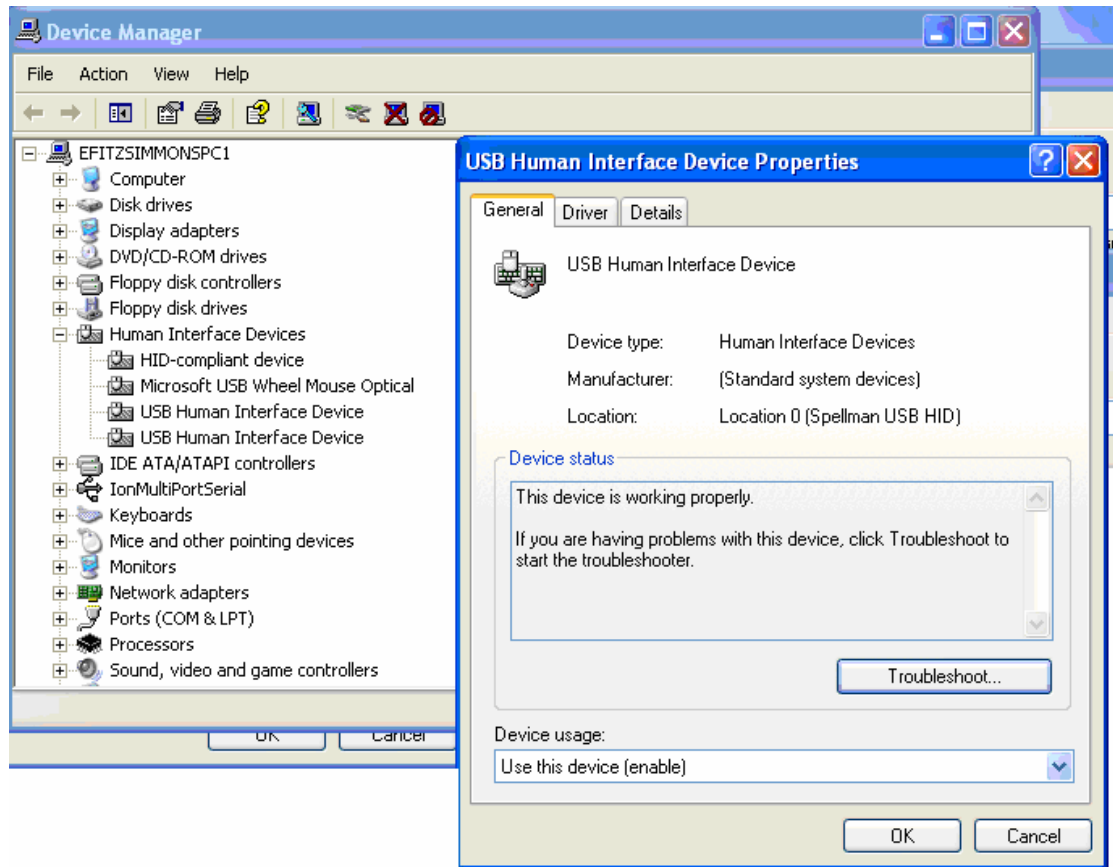 Device Manager
File Action View Help
EFITZSIMMONSPC1
Computer
Disk drives
Display adapters
DVD/CD-ROM drives
Floppy disk controllers
Floppy disk drives
Human Interface Devices
HID-compliant device
Microsoft USB Wheel Mouse Optical
USB Human Interface Device
USB Human Interface Device
IDE ATA/ATAPI controllers
IonMultiPortSerial
Keyboards
Mice and other pointing devices
Monitors
Network adapters
Ports (COM & LPT)
Processors
Sound, video and game controllers
OK Cancel
USB Human Interface Device Properties
General Driver Details
USB Human Interface Device
Device type: Human Interface Devices
Manufacturer: (Standard system devices)
Location: Location 0 (Spellman USB HID)
Device status
This device is working properly.
If you are having problems with this device, click Troubleshoot to
start the troubleshooter.
Troubleshoot...
Device usage:
Use this device (enable)
OK Cancel